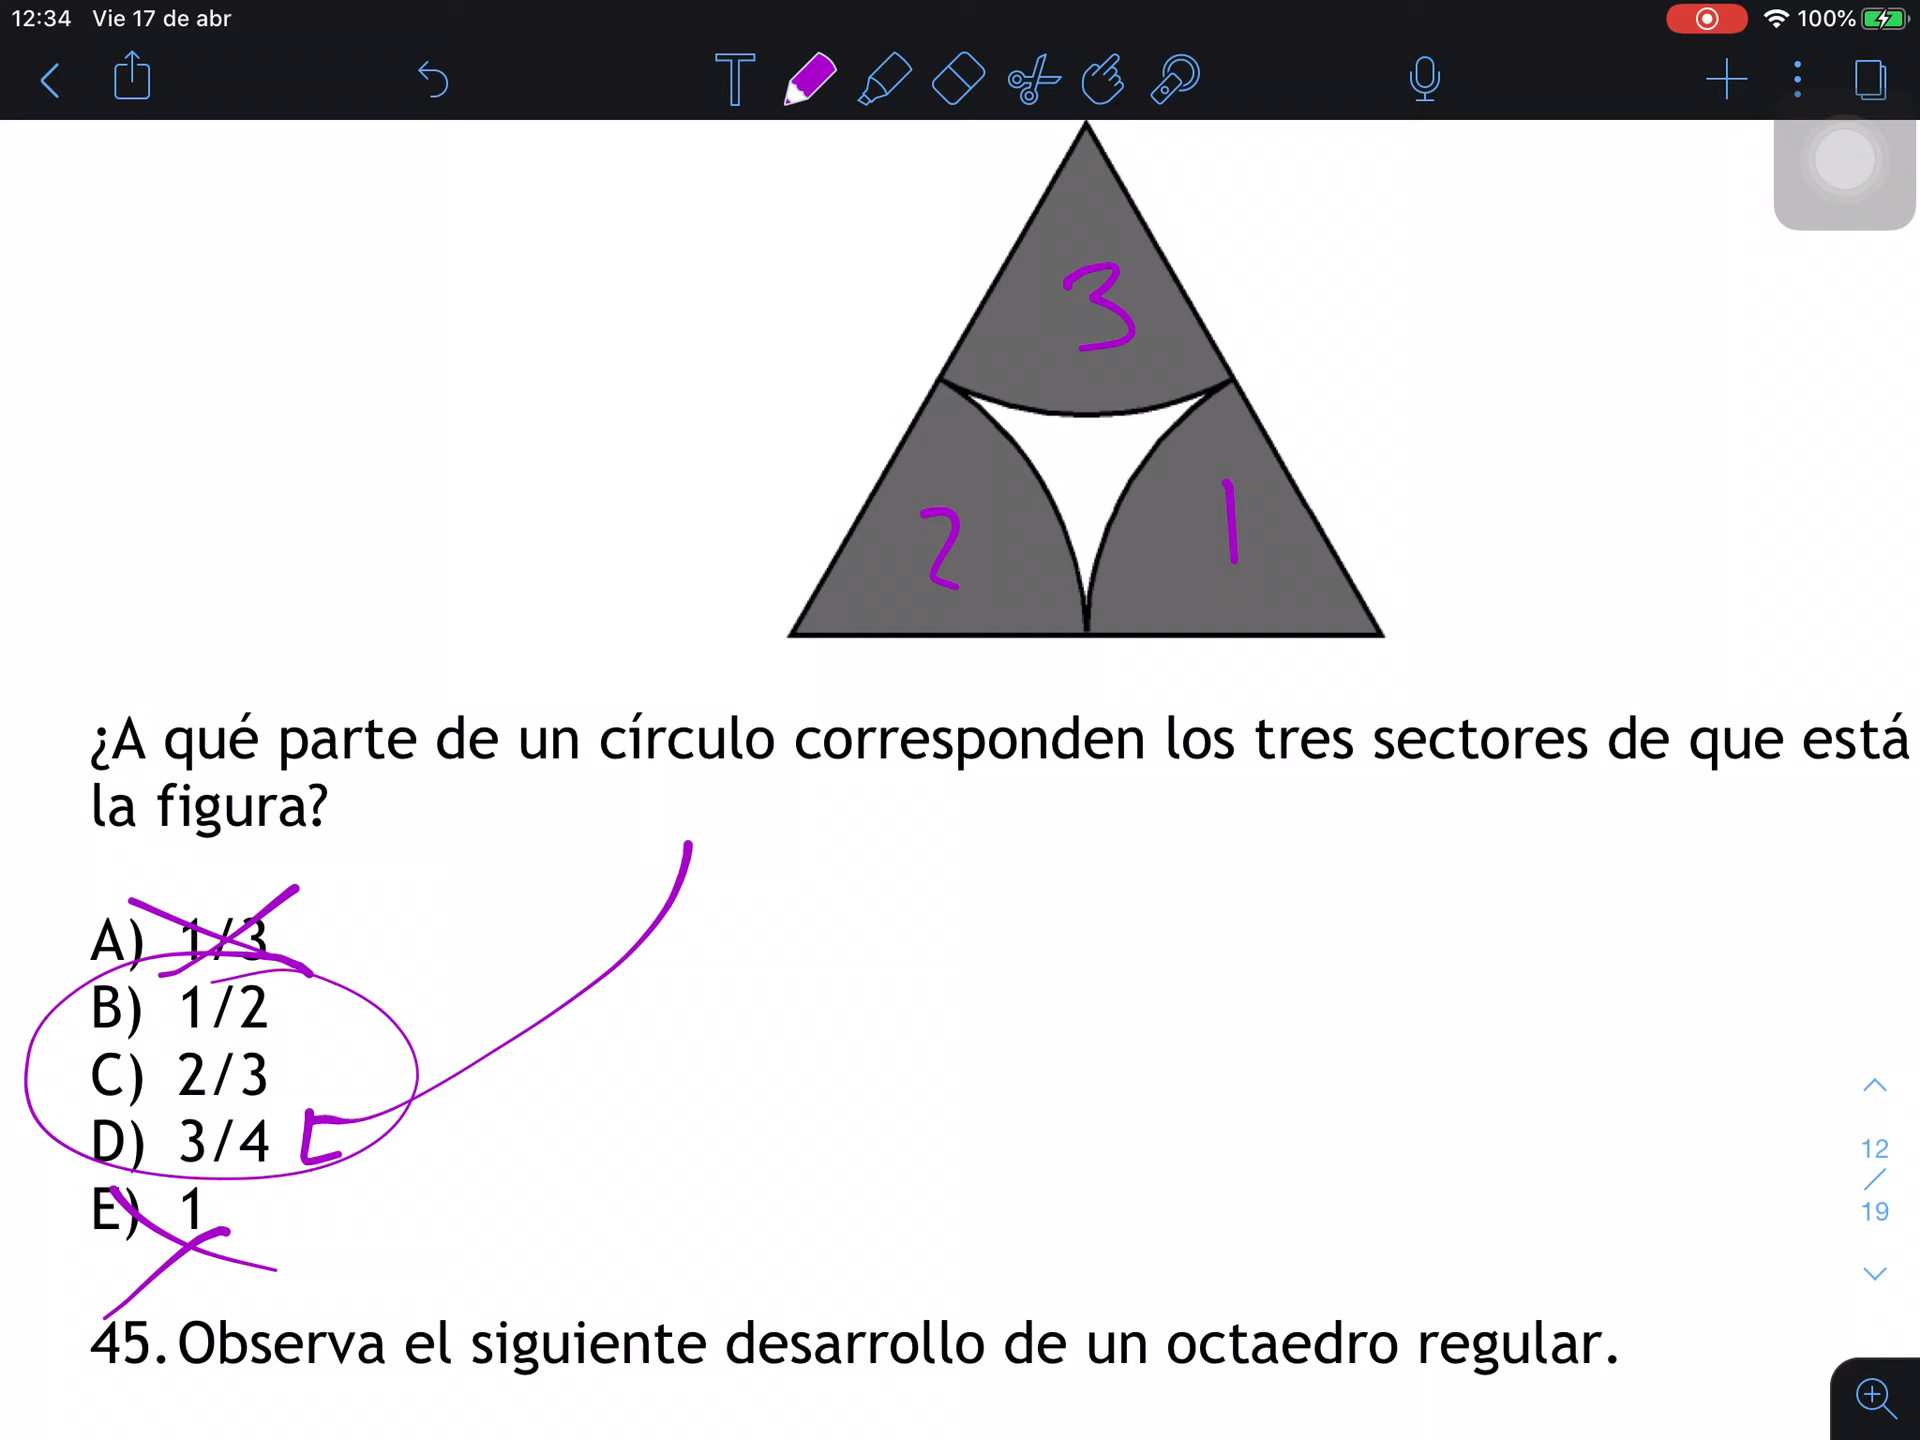 12:34 Vie 17 de abr
100%
T
3
2
1
¿A qué parte de un círculo corresponden los tres sectores de que está
la figura?
A) 1/3
B) 1/2
C) 2/3
D) 3/4
E) 1
12
/
19
45. Observa el siguiente desarrollo de un octaedro regular.